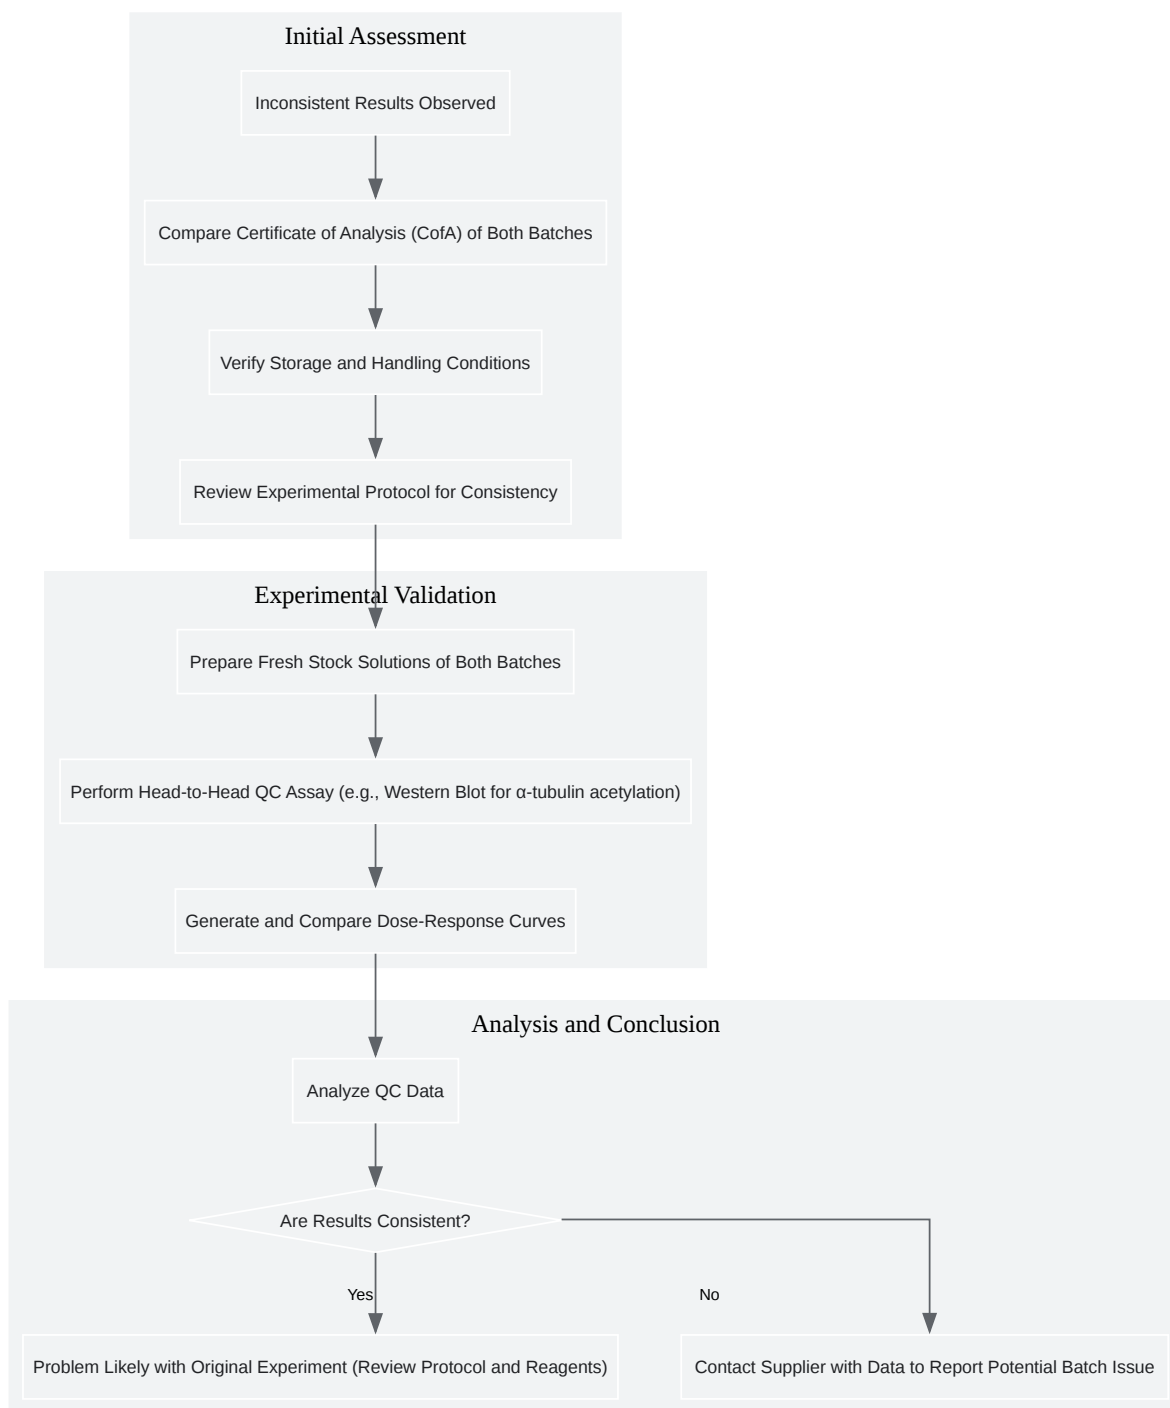 Initial Assessment
Inconsistent Results Observed
Compare Certificate of Analysis (CofA) of Both Batches
Verify Storage and Handling Conditions
Review Experimental Protocol for Consistency
Experimental Validation
Prepare Fresh Stock Solutions of Both Batches
Perform Head-to-Head QC Assay (e.g., Western Blot for α-tubulin acetylation)
Generate and Compare Dose-Response Curves
Analysis and Conclusion
Analyze QC Data
Are Results Consistent?
Yes
No
Problem Likely with Original Experiment (Review Protocol and Reagents)
Contact Supplier with Data to Report Potential Batch Issue